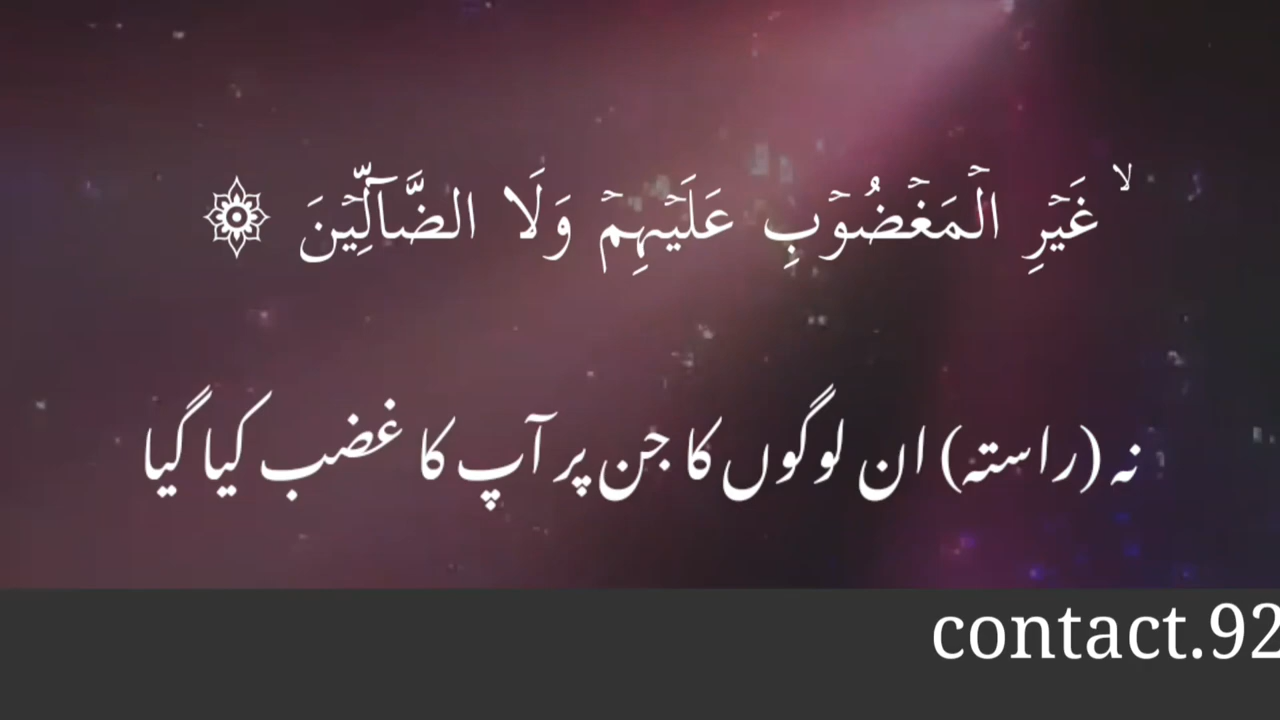 ۙ غَيۡرِ الۡمَغۡضُوۡبِ عَلَيۡهِمۡ وَلَا الضَّآلِّيۡنَ ۞
نہ (راستہ) ان لوگوں کا جن پر آپ کا غضب کیا گیا
contact.92